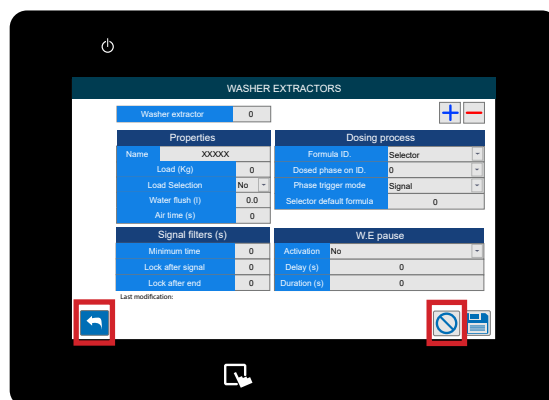 WASHER EXTRACTORS
Washer extractor 0
Properties
Name XXXXX
Load (Kg) 0
Load Selection No
Water flush (l) 0.0
Air time (s) 0
Dosing process
Formula ID. Selector
Dosed phase on ID. 0
Phase trigger mode Signal
Selector default formula 0
Signal filters (s)
Minimum time 0
Lock after signal 0
Lock after end 0
W.E pause
Activation No
Delay (s) 0
Duration (s) 0
Last modification: